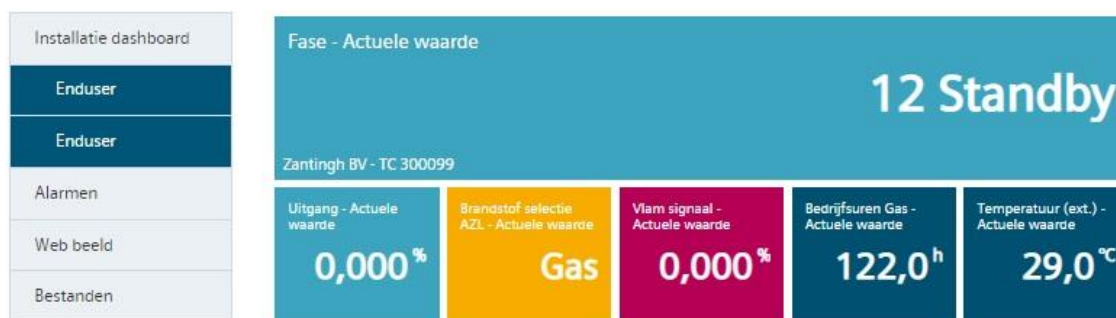 Installatie dashboard
Enduser
Enduser
Alarmen
Web beeld
Bestanden
Fase - Actuele waarde
12 Standby
Zantingh BV - TC 300099
Uitgang - Actuele
waarde
0,000 %
Brandstof selectie
AZL - Actuele waarde
Gas
Vlam signaal -
Actuele waarde
0,000 %
Bedrijfsuren Gas -
Actuele waarde
122,0 h
Temperatuur (ext.) -
Actuele waarde
29,0 °C